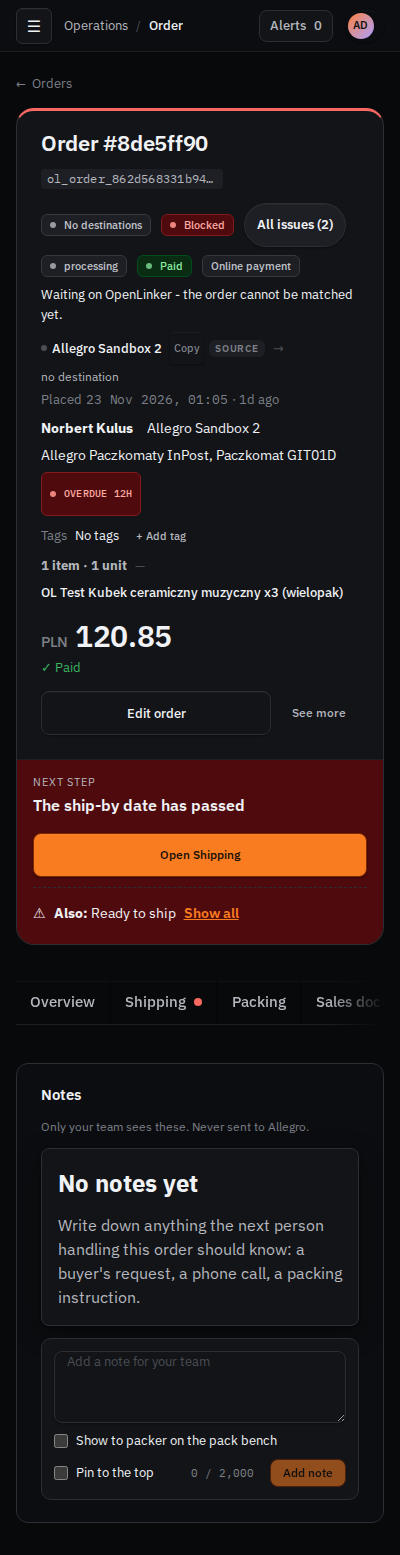 ☰ Operations / Order Alerts 0 AD
← Orders
Order #8de5ff90
ol_order_862d568331b94…
No destinations Blocked All issues (2)
processing Paid Online payment
Waiting on OpenLinker - the order cannot be matched
yet.
Allegro Sandbox 2 Copy SOURCE →
no destination
Placed 23 Nov 2026, 01:05 · 1d ago
Norbert Kulus Allegro Sandbox 2
Allegro Paczkomaty InPost, Paczkomat GIT01D
OVERDUE 12H
Tags No tags + Add tag
1 item · 1 unit —
OL Test Kubek ceramiczny muzyczny x3 (wielopak)
PLN 120.85
✓ Paid
Edit order See more
NEXT STEP
The ship-by date has passed
Open Shipping
⚠ Also: Ready to ship Show all
Overview Shipping Packing Sales doc
Notes
Only your team sees these. Never sent to Allegro.
No notes yet
Write down anything the next person
handling this order should know: a
buyer's request, a phone call, a packing
instruction.
Add a note for your team
Show to packer on the pack bench
Pin to the top 0 / 2,000 Add note